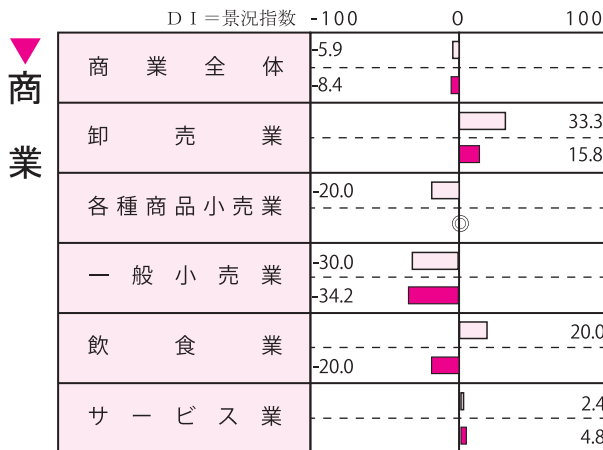 ＤＩ＝景況指数 -100 0 100
▼商業
商業全体
-5.9
-8.4
卸売業
33.3
15.8
各種商品小売業
-20.0
◎
一般小売業
-30.0
-34.2
飲食業
20.0
-20.0
サービス業
2.4
4.8